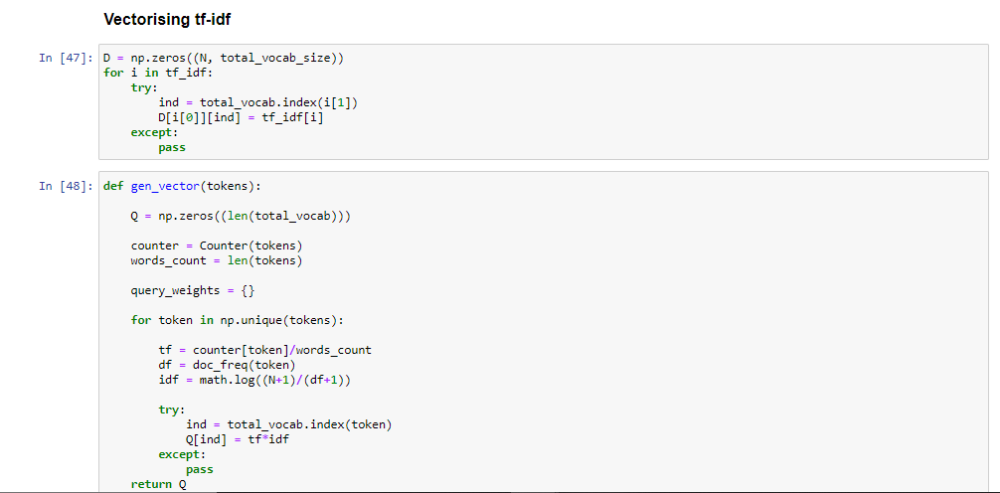 Vectorising tf-idf
In [47]: D = np.zeros((N, total_vocab_size))
for i in tf_idf:
    try:
        ind = total_vocab.index(i[1])
        D[i[0]][ind] = tf_idf[i]
    except:
        pass
In [48]: def gen_vector(tokens):
    Q = np.zeros((len(total_vocab)))
    counter = Counter(tokens)
    words_count = len(tokens)
    query_weights = {}
    for token in np.unique(tokens):
        tf = counter[token]/words_count
        df = doc_freq(token)
        idf = math.log((N+1)/(df+1))
        try:
            ind = total_vocab.index(token)
            Q[ind] = tf*idf
        except:
            pass
    return Q